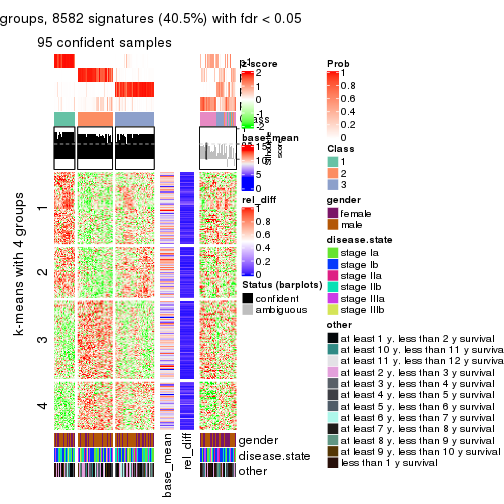 groups, 8582 signatures (40.5%) with fdr < 0.05
95 confident samples
k-means with 4 groups
1
2
3
4
base_mean
rel_diff
gender
disease.state
other
z-score
2
1
0
-1
-2
base_mean
15
10
5
0
rel_diff
1
0.8
0.6
0.4
0.2
0
Status (barplots)
confident
ambiguous
Silhouette
score
Prob
1
0.8
0.6
0.4
0.2
0
Class
1
2
3
gender
female
male
disease.state
stage Ia
stage Ib
stage IIa
stage IIb
stage IIIa
stage IIIb
other
at least 1 y. less than 2 y survival
at least 10 y. less than 11 y survival
at least 11 y. less than 12 y survival
at least 2 y. less than 3 y survival
at least 3 y. less than 4 y survival
at least 4 y. less than 5 y survival
at least 5 y. less than 6 y survival
at least 6 y. less than 7 y survival
at least 7 y. less than 8 y survival
at least 8 y. less than 9 y survival
at least 9 y. less than 10 y survival
less than 1 y survival